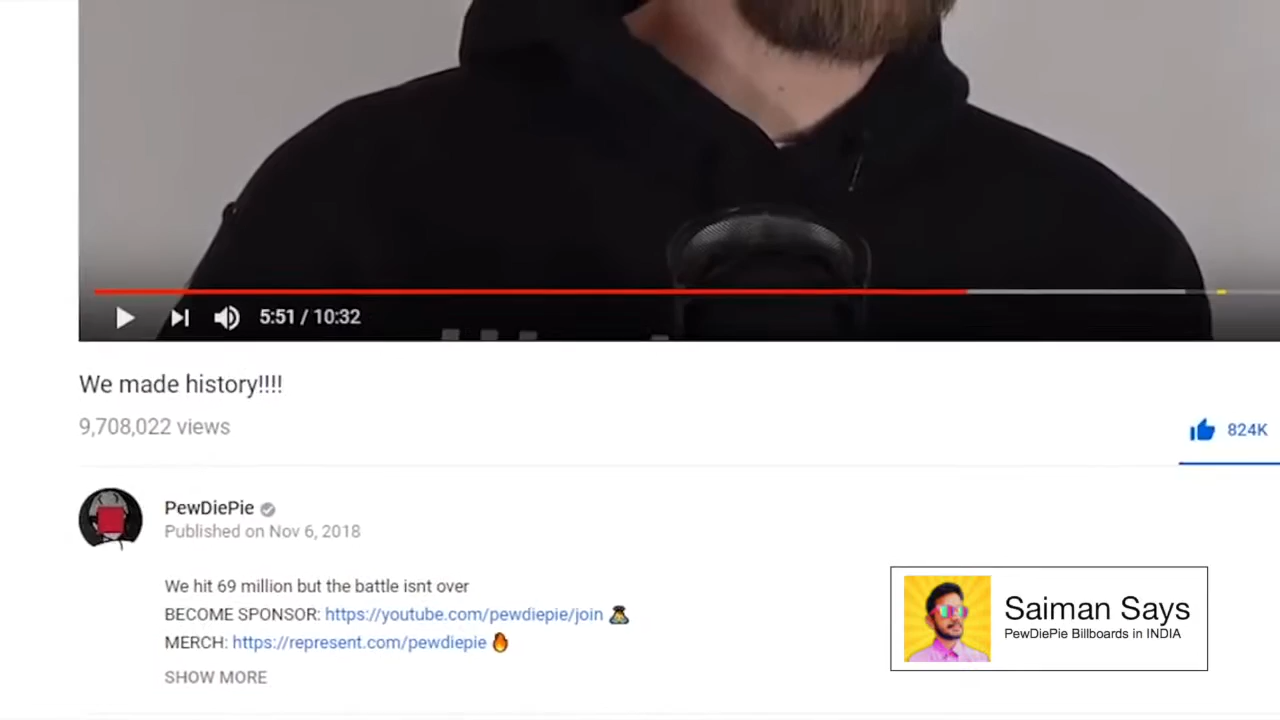 5:51 / 10:32
We made history!!!!
9,708,022 views
824K
PewDiePie
Published on Nov 6, 2018
We hit 69 million but the battle isnt over
BECOME SPONSOR: https://youtube.com/pewdiepie/join
MERCH: https://represent.com/pewdiepie
SHOW MORE
Saiman Says
PewDiePie Billboards in INDIA